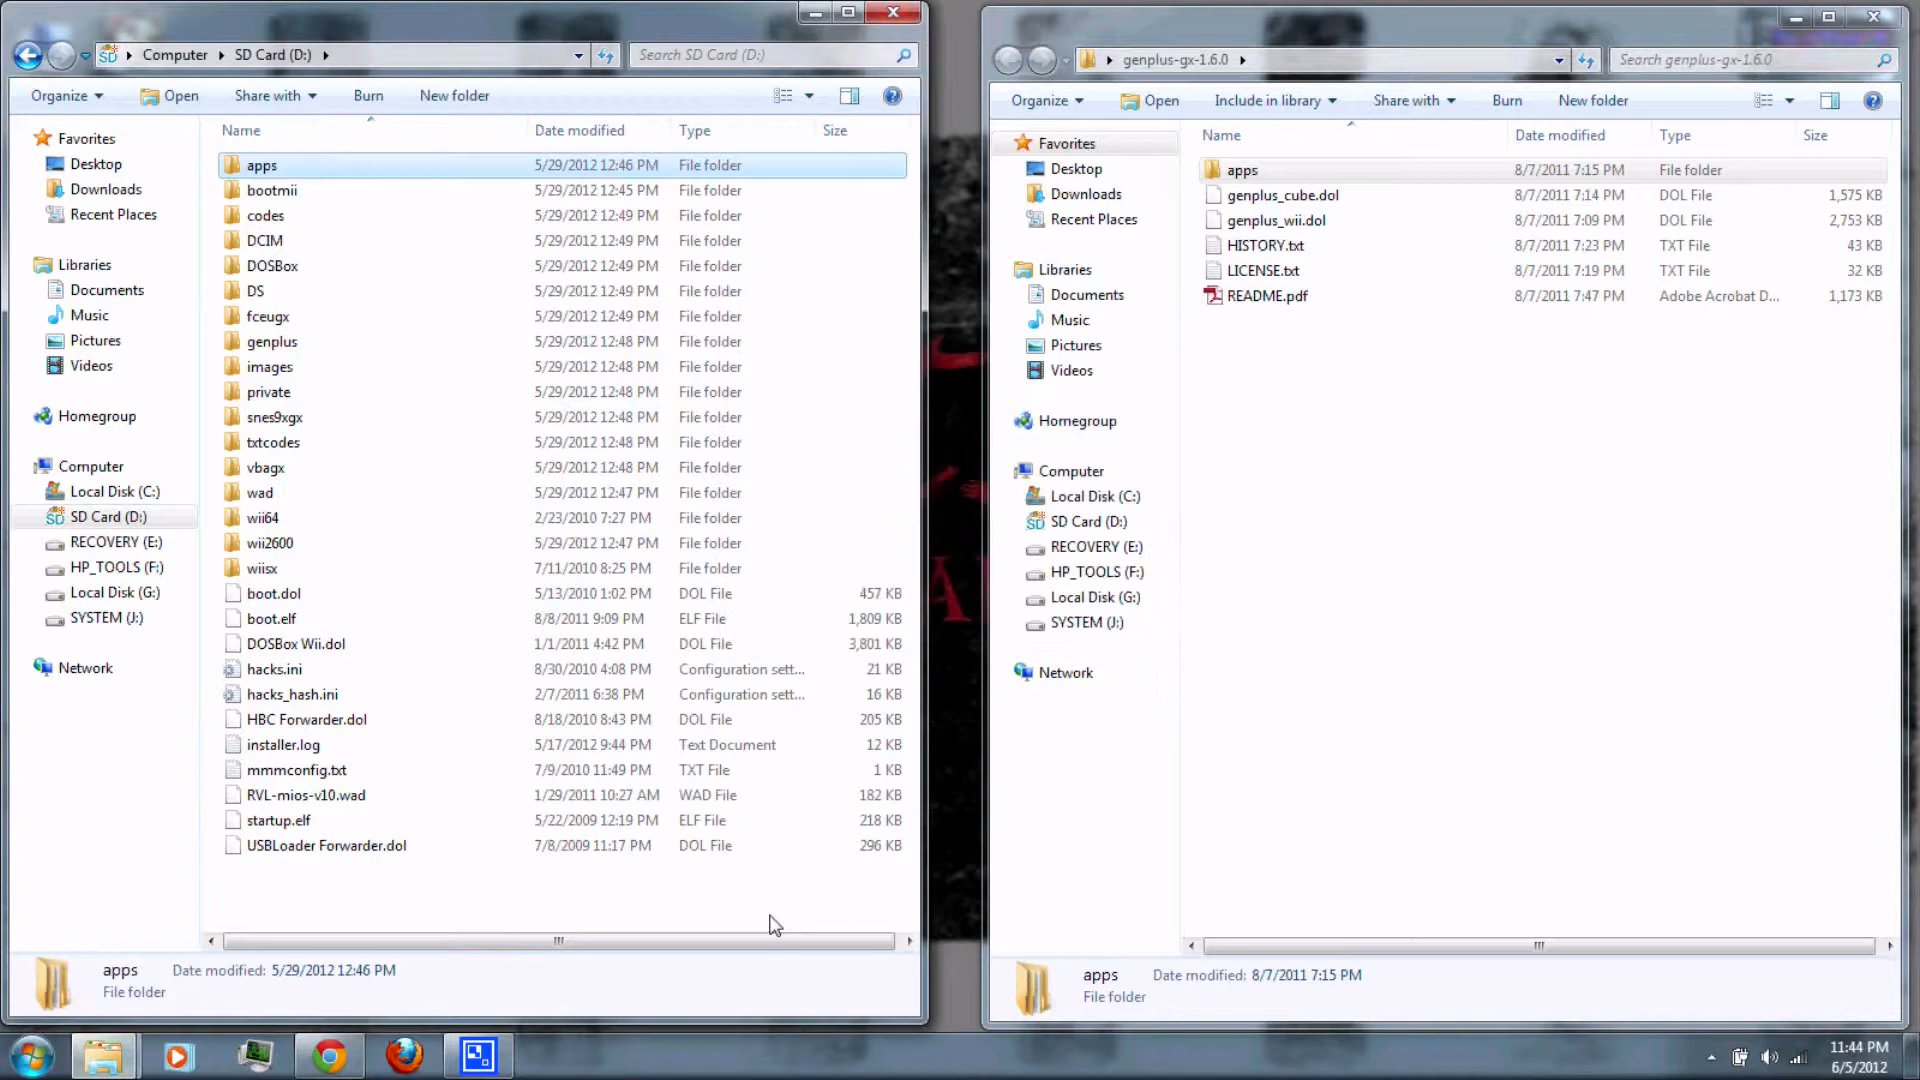 Computer SD Card (D:) Search SD Card (D:)
Organize Open Share with Burn New folder
Name Date modified Type Size
Favorites
Desktop
Downloads
Recent Places
Libraries
Documents
Music
Pictures
Videos
Homegroup
Computer
Local Disk (C:)
SD Card (D:)
RECOVERY (E:)
HP_TOOLS (F:)
Local Disk (G:)
SYSTEM (J:)
Network
apps 5/29/2012 12:46 PM File folder
bootmii 5/29/2012 12:45 PM File folder
codes 5/29/2012 12:49 PM File folder
DCIM 5/29/2012 12:49 PM File folder
DOSBox 5/29/2012 12:49 PM File folder
DS 5/29/2012 12:49 PM File folder
fceugx 5/29/2012 12:49 PM File folder
genplus 5/29/2012 12:49 PM File folder
images 5/29/2012 12:48 PM File folder
private 5/29/2012 12:48 PM File folder
snes9xgx 5/29/2012 12:48 PM File folder
txtcodes 5/29/2012 12:48 PM File folder
vbagx 5/29/2012 12:48 PM File folder
wad 5/29/2012 12:47 PM File folder
wii64 2/23/2010 7:27 PM File folder
wii2600 5/29/2012 12:47 PM File folder
wiisx 7/11/2010 8:25 PM File folder
boot.dol 5/13/2010 1:02 PM DOL File 457 KB
boot.elf 8/8/2011 9:09 PM ELF File 1,809 KB
DOSBox Wii.dol 1/1/2011 4:42 PM DOL File 3,801 KB
hacks.ini 8/30/2010 4:08 PM Configuration sett... 21 KB
hacks_hash.ini 2/7/2011 6:38 PM Configuration sett... 16 KB
HBC Forwarder.dol 8/18/2010 8:43 PM DOL File 205 KB
installer.log 5/17/2012 9:44 PM Text Document 12 KB
mmmconfig.txt 7/9/2010 11:49 PM TXT File 1 KB
RVL-mios-v10.wad 1/29/2011 10:27 AM WAD File 182 KB
startup.elf 5/22/2009 12:19 PM ELF File 218 KB
USBLoader Forwarder.dol 7/8/2009 11:17 PM DOL File 296 KB
apps Date modified: 5/29/2012 12:46 PM
File folder
genplus-gx-1.6.0 Search genplus-gx-1.6.0
Organize Open Include in library Share with Burn New folder
Name Date modified Type Size
Favorites
Desktop
Downloads
Recent Places
Libraries
Documents
Music
Pictures
Videos
Homegroup
Computer
Local Disk (C:)
SD Card (D:)
RECOVERY (E:)
HP_TOOLS (F:)
Local Disk (G:)
SYSTEM (J:)
Network
apps 8/7/2011 7:15 PM File folder
genplus_cube.dol 8/7/2011 7:14 PM DOL File 1,575 KB
genplus_wii.dol 8/7/2011 7:09 PM DOL File 2,753 KB
HISTORY.txt 8/7/2011 7:23 PM TXT File 43 KB
LICENSE.txt 8/7/2011 7:19 PM TXT File 32 KB
README.pdf 8/7/2011 7:47 PM Adobe Acrobat D... 1,173 KB
apps Date modified: 8/7/2011 7:15 PM
File folder
11:44 PM
6/5/2012